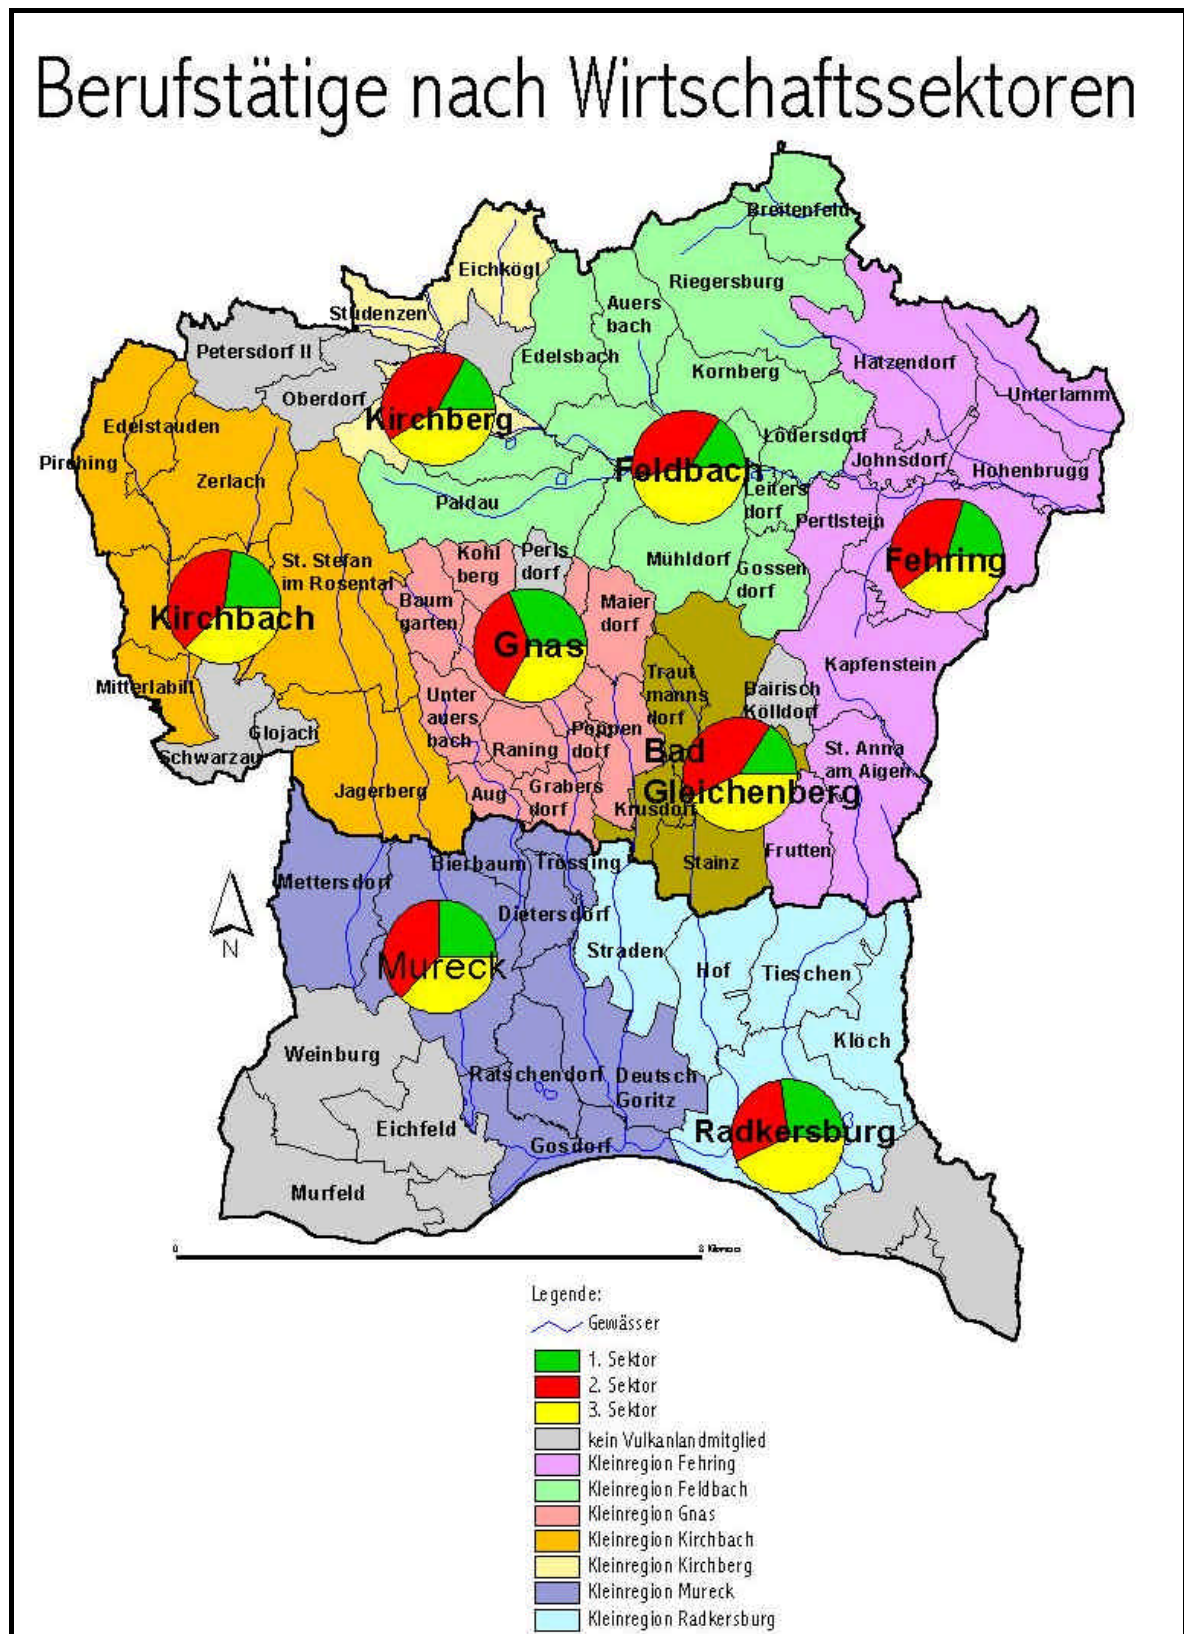 Berufstätige nach Wirtschaftssektoren
Breitenfeld
Eichkögl
Riegersburg
Studenzen
Auers
bach
Petersdorf II
Edelsbach
Hatzendorf
Kornberg
Unterlamm
Oberdorf
Kirchberg
Edelstauden
Lödersdorf
Pirching
Johnsdorf
Hohenbrugg
Zerlach
Feldbach
Leiters
dorf
Paldau
Pertlstein
Kohl
berg
Perls
dorf
Mühldorf
Gossen
dorf
Fehring
St. Stefan
im Rosental
Baum
garten
Maier
dorf
Kirchbach
Gnas
Kapfenstein
Mitterlabill
Traut
manns
dorf
Bairisch
Kölldorf
Unter
auers
bach
Glojach
Poppen
dorf
Raning
Schwarzau
Bad
Gleichenberg
St. Anna
am Aigen
Jagerberg
Aug
Grabers
dorf
Krusdorf
Frutten
Bierbaum
Trössing
Stainz
Mettersdorf
Dietersdorf
N
Straden
Mureck
Hof
Tieschen
Klöch
Weinburg
Ratschendorf
Deutsch
Goritz
Eichfeld
Gosdorf
Radkersburg
Murfeld
0
Legende:
Gewässer
1. Sektor
2. Sektor
3. Sektor
kein Vulkanlandmitglied
Kleinregion Fehring
Kleinregion Feldbach
Kleinregion Gnas
Kleinregion Kirchbach
Kleinregion Kirchberg
Kleinregion Mureck
Kleinregion Radkersburg